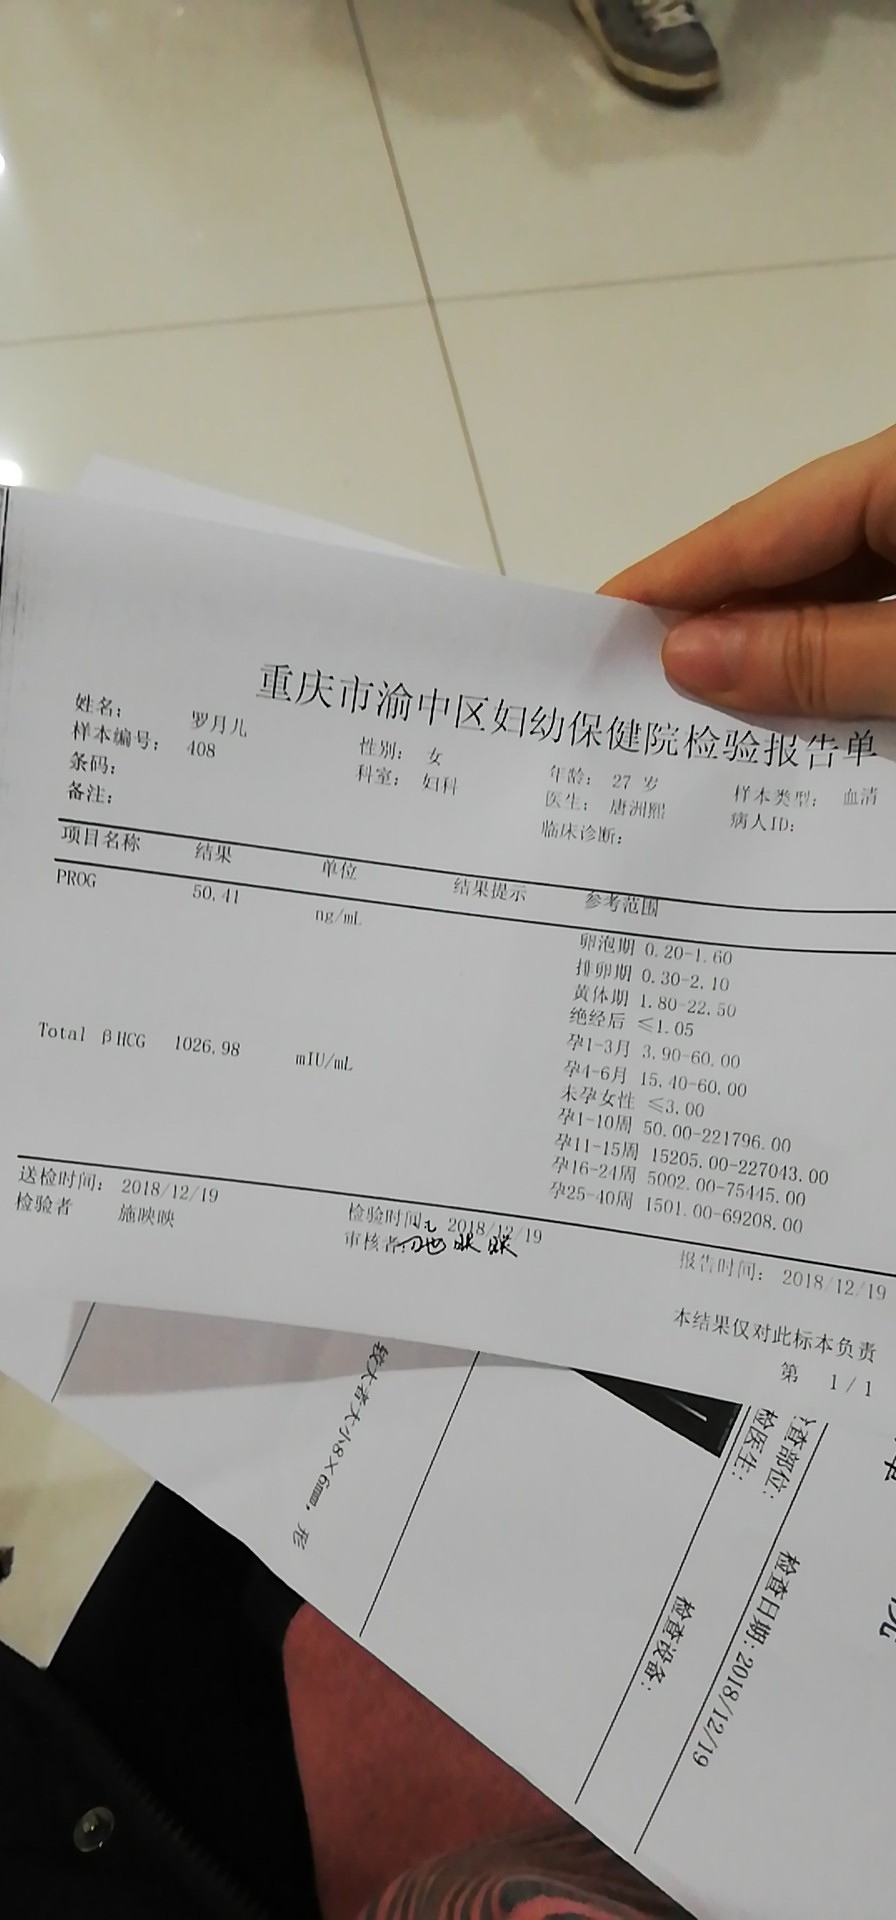 重庆市渝中区妇幼保健院检验报告单
姓名： 罗月儿 性别： 女 年龄： 27 岁 样本类型： 血清
样本编号： 408 科室： 妇科 医生： 唐洲熙 病人ID：
条码： 临床诊断：
备注：
项目名称 结果 单位 结果提示 参考范围
PROG 50.41 ng/mL 卵泡期 0.20-1.60
排卵期 0.30-2.10
黄体期 1.80-22.50
绝经后 ≤1.05
孕1-3月 3.90-60.00
孕4-6月 15.40-60.00
Total βHCG 1026.98 mIU/mL 未孕女性 ≤3.00
孕1-10周 50.00-221796.00
孕11-15周 15205.00-227043.00
孕16-24周 5002.00-75445.00
孕25-40周 1501.00-69208.00
送检时间： 2018/12/19 检验时间： 2018/12/19 报告时间： 2018/12/19
检验者 施映映 审核者：
本结果仅对此标本负责
第 1/1
较大者大小8×6mm，形
查部位：
检医生：
检查日期：2018/12/19
检查设备：